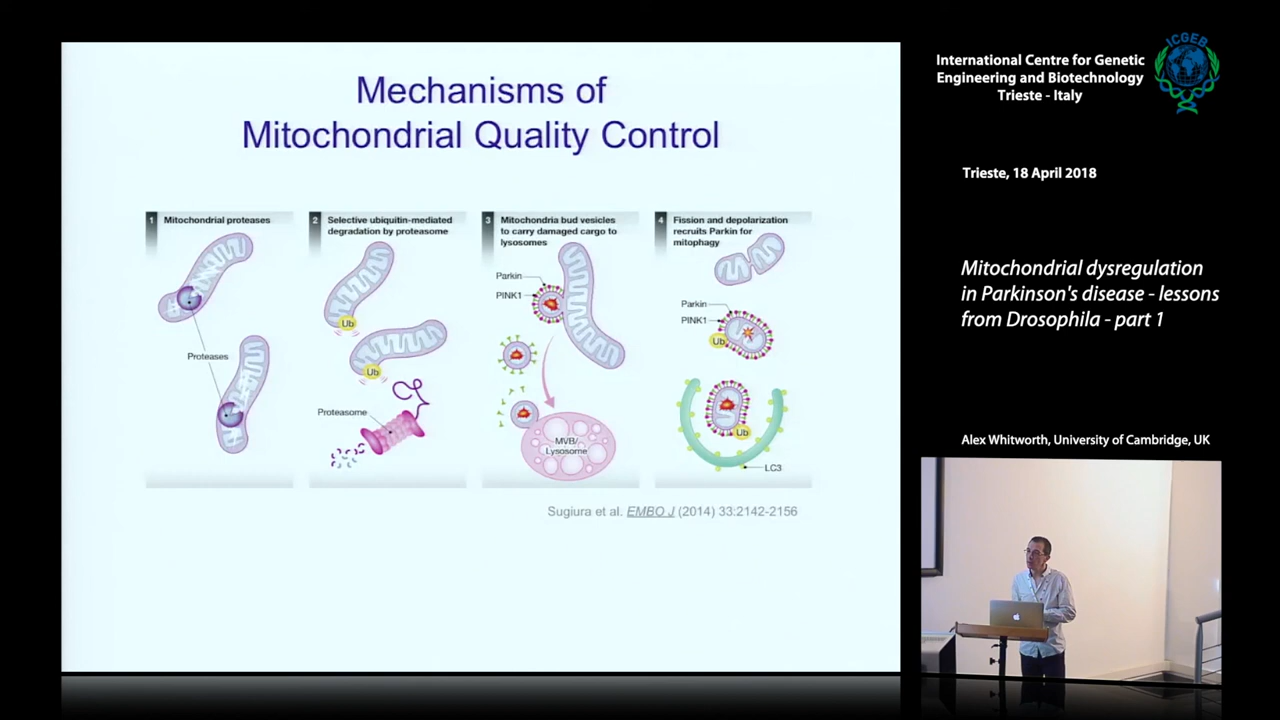 Mechanisms of
Mitochondrial Quality Control
1 Mitochondrial proteases
Proteases
2 Selective ubiquitin-mediated
degradation by proteasome
Ub
Ub
Proteasome
3 Mitochondria bud vesicles
to carry damaged cargo to
lysosomes
Parkin
PINK1
MVB/
Lysosome
4 Fission and depolarization
recruits Parkin for
mitophagy
Parkin
PINK1
Ub
Ub
LC3
Sugiura et al. EMBO J (2014) 33:2142-2156
International Centre for Genetic
Engineering and Biotechnology
Trieste - Italy
ICGEB
Trieste, 18 April 2018
Mitochondrial dysregulation
in Parkinson's disease - lessons
from Drosophila - part 1
Alex Whitworth, University of Cambridge, UK